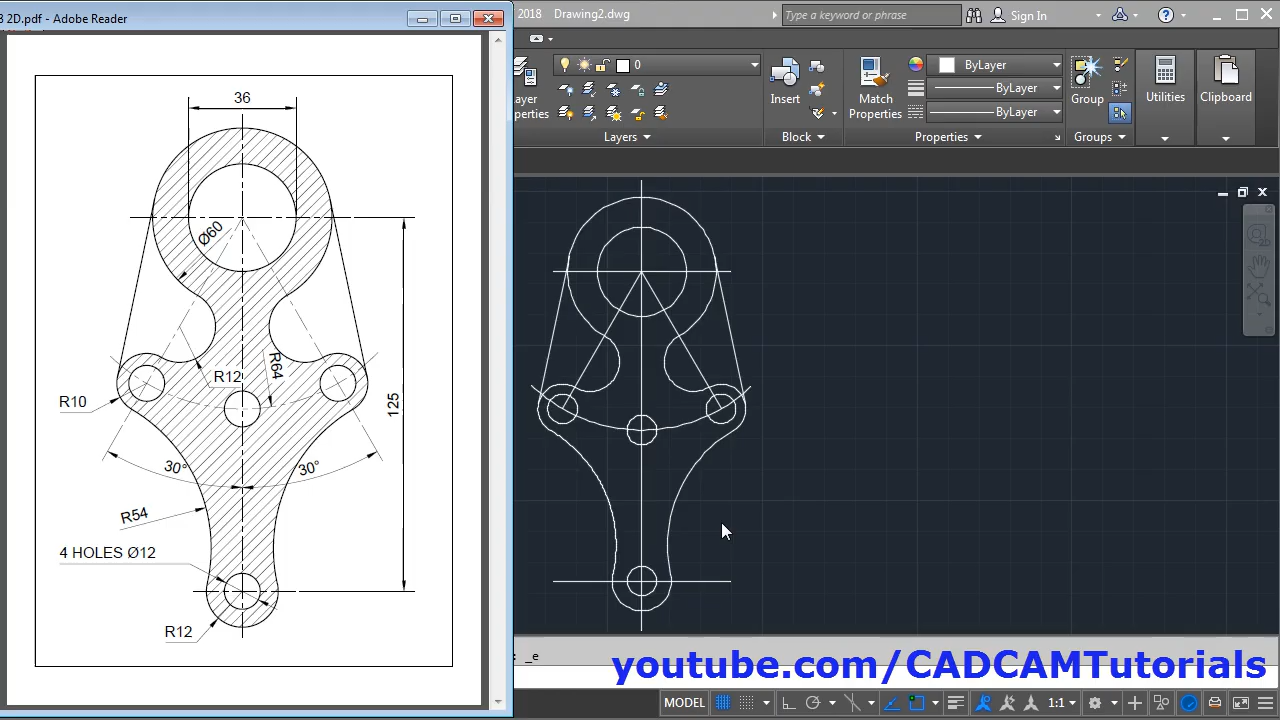 3 2D.pdf - Adobe Reader
2018 Drawing2.dwg
Type a keyword or phrase
Sign In
0
ayer
operties
Layers
Insert
Block
Match
Properties
ByLayer
ByLayer
ByLayer
Properties
Group
Groups
Utilities
Clipboard
36
Ø60
R12
R64
R10
125
30°
30°
R54
4 HOLES Ø12
R12
: _e
youtube.com/CADCAMTutorials
MODEL
1:1